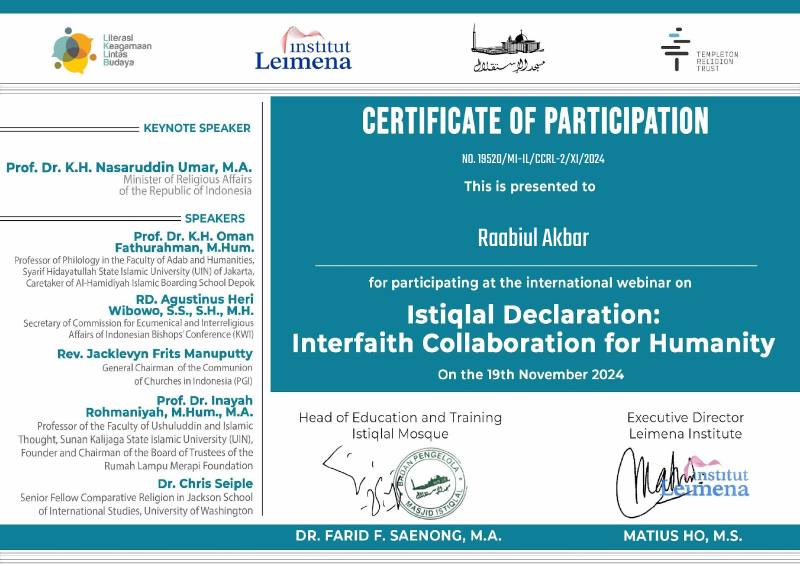 Literasi
Keagamaan
Lintas
Budaya
institut
Leimena
مسجد الإستقلال
TEMPLETON
RELIGION
TRUST
KEYNOTE SPEAKER
Prof. Dr. K.H. Nasaruddin Umar, M.A.
Minister of Religious Affairs
of the Republic of Indonesia
SPEAKERS
Prof. Dr. K.H. Oman
Fathurahman, M.Hum.
Professor of Philology in the Faculty of Adab and Humanities,
Syarif Hidayatullah State Islamic University (UIN) of Jakarta,
Caretaker of Al-Hamidiyah Islamic Boarding School Depok
RD. Agustinus Heri
Wibowo, S.S., S.H., M.H.
Secretary of Commission for Ecumenical and Interreligious
Affairs of Indonesian Bishops' Conference (KWI)
Rev. Jacklevyn Frits Manuputty
General Chairman of the Communion
of Churches in Indonesia (PGI)
Prof. Dr. Inayah
Rohmaniyah, M.Hum., M.A.
Professor of the Faculty of Ushuluddin and Islamic
Thought, Sunan Kalijaga State Islamic University (UIN),
Founder and Chairman of the Board of Trustees of the
Rumah Lampu Merapi Foundation
Dr. Chris Seiple
Senior Fellow Comparative Religion in Jackson School
of International Studies, University of Washington
CERTIFICATE OF PARTICIPATION
NO. 19520/MI-IL/CCRL-2/XI/2024
This is presented to
Raabiul Akbar
for participating at the international webinar on
Istiqlal Declaration:
Interfaith Collaboration for Humanity
On the 19th November 2024
Head of Education and Training
Istiqlal Mosque
BADAN PENGELOLA
MASJID ISTIQLAL
DR. FARID F. SAENONG, M.A.
Executive Director
Leimena Institute
institut
Leimena
MATIUS HO, M.S.